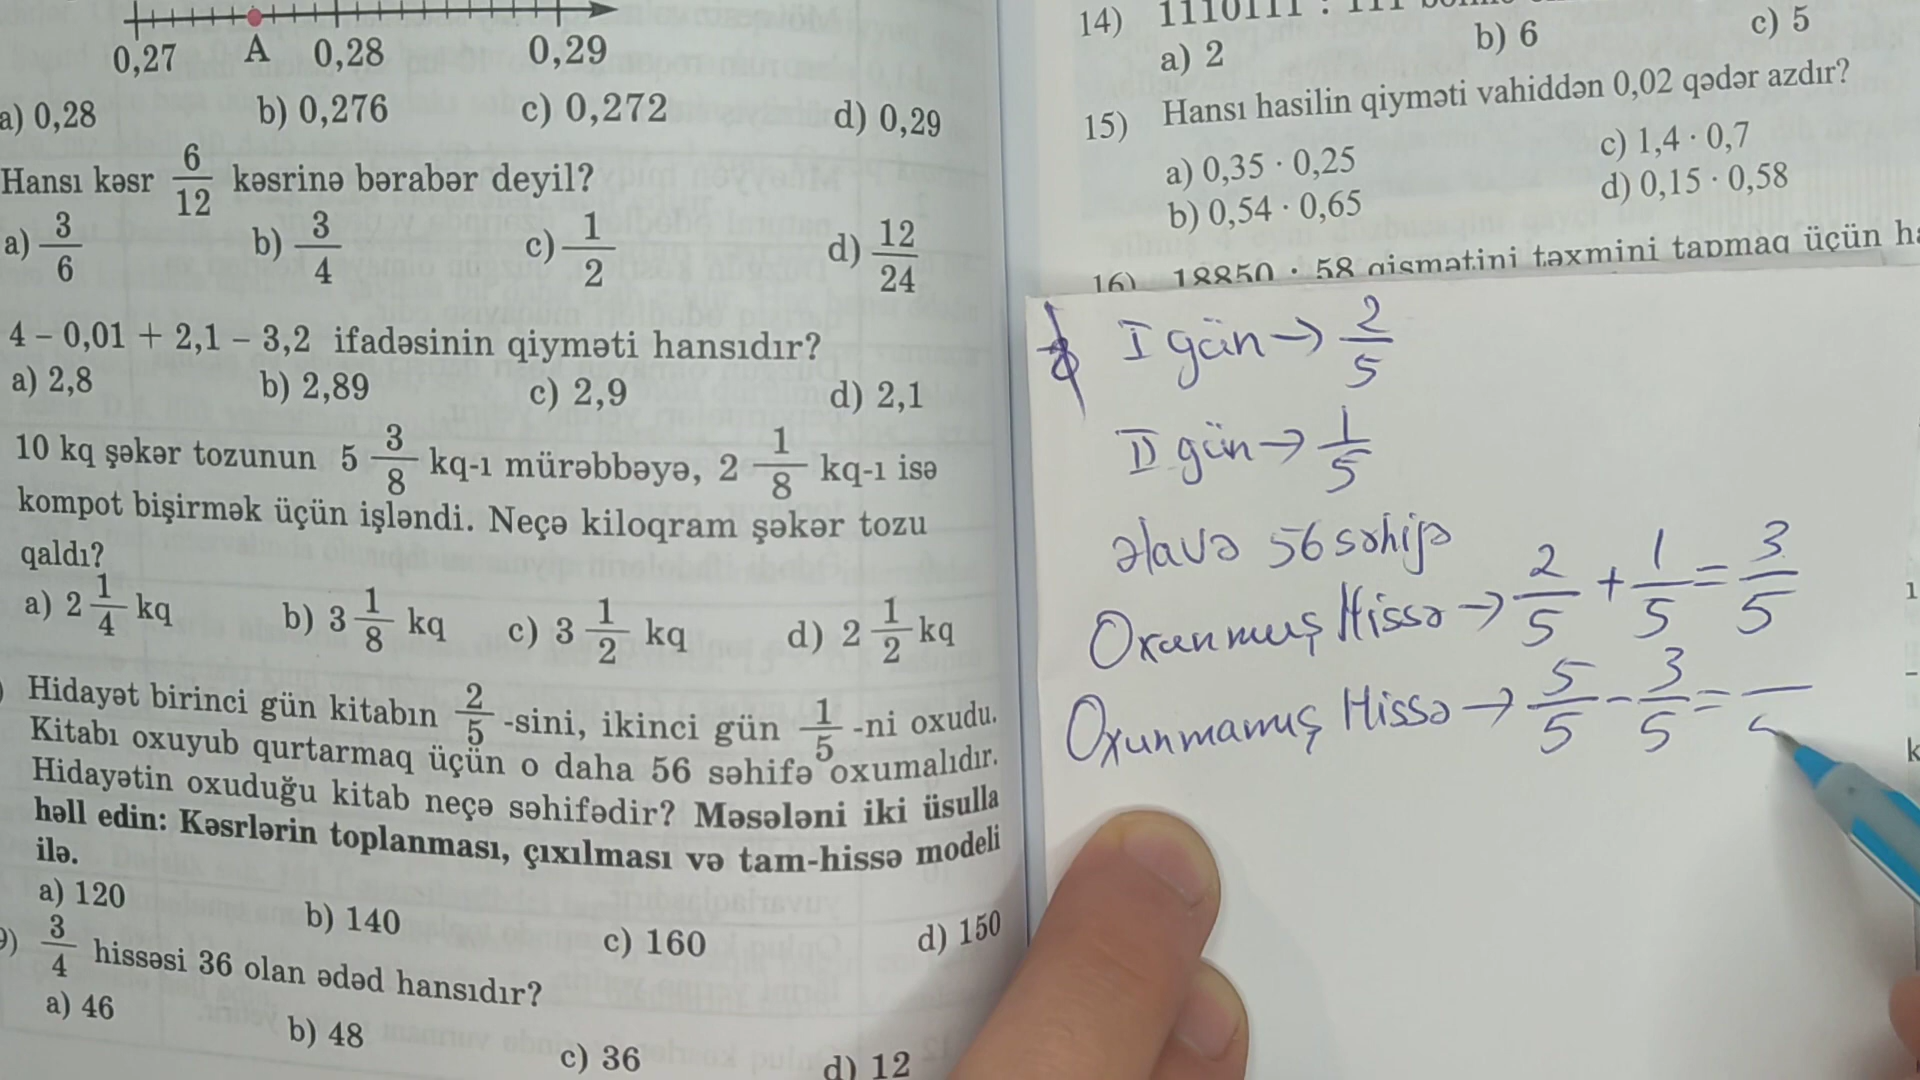 0,27 A 0,28 0,29
a) 0,28 b) 0,276 c) 0,272 d) 0,29
Hansı kəsr 6/12 kəsrinə bərabər deyil?
a) 3/6 b) 3/4 c) 1/2 d) 12/24
4 – 0,01 + 2,1 – 3,2 ifadəsinin qiyməti hansıdır?
a) 2,8 b) 2,89 c) 2,9 d) 2,1
10 kq şəkər tozunun 5 3/8 kq-ı mürəbbəyə, 2 1/8 kq-ı isə
kompot bişirmək üçün işləndi. Neçə kiloqram şəkər tozu
qaldı?
a) 2 1/4 kq b) 3 1/8 kq c) 3 1/2 kq d) 2 1/2 kq
) Hidayət birinci gün kitabın 2/5 -sini, ikinci gün 1/5 -ni oxudu.
Kitabı oxuyub qurtarmaq üçün o daha 56 səhifə oxumalıdır.
Hidayətin oxuduğu kitab neçə səhifədir? Məsələni iki üsulla
həll edin: Kəsrlərin toplanması, çıxılması və tam-hissə modeli
ilə.
a) 120 b) 140 c) 160 d) 150
9) 3/4 hissəsi 36 olan ədəd hansıdır?
a) 46 b) 48 c) 36 d) 12
14) 1110111 : 111
a) 2 b) 6 c) 5
15) Hansı hasilin qiyməti vahiddən 0,02 qədər azdır?
a) 0,35 · 0,25 c) 1,4 · 0,7
b) 0,54 · 0,65 d) 0,15 · 0,58
16) 18850 : 58 qismətini təxmini tapmaq üçün
I gün → 2/5
II gün → 1/5
əlavə 56 səhifə
Oxunmuş Hissə → 2/5 + 1/5 = 3/5
Oxunmamış Hissə → 5/5 - 3/5 =